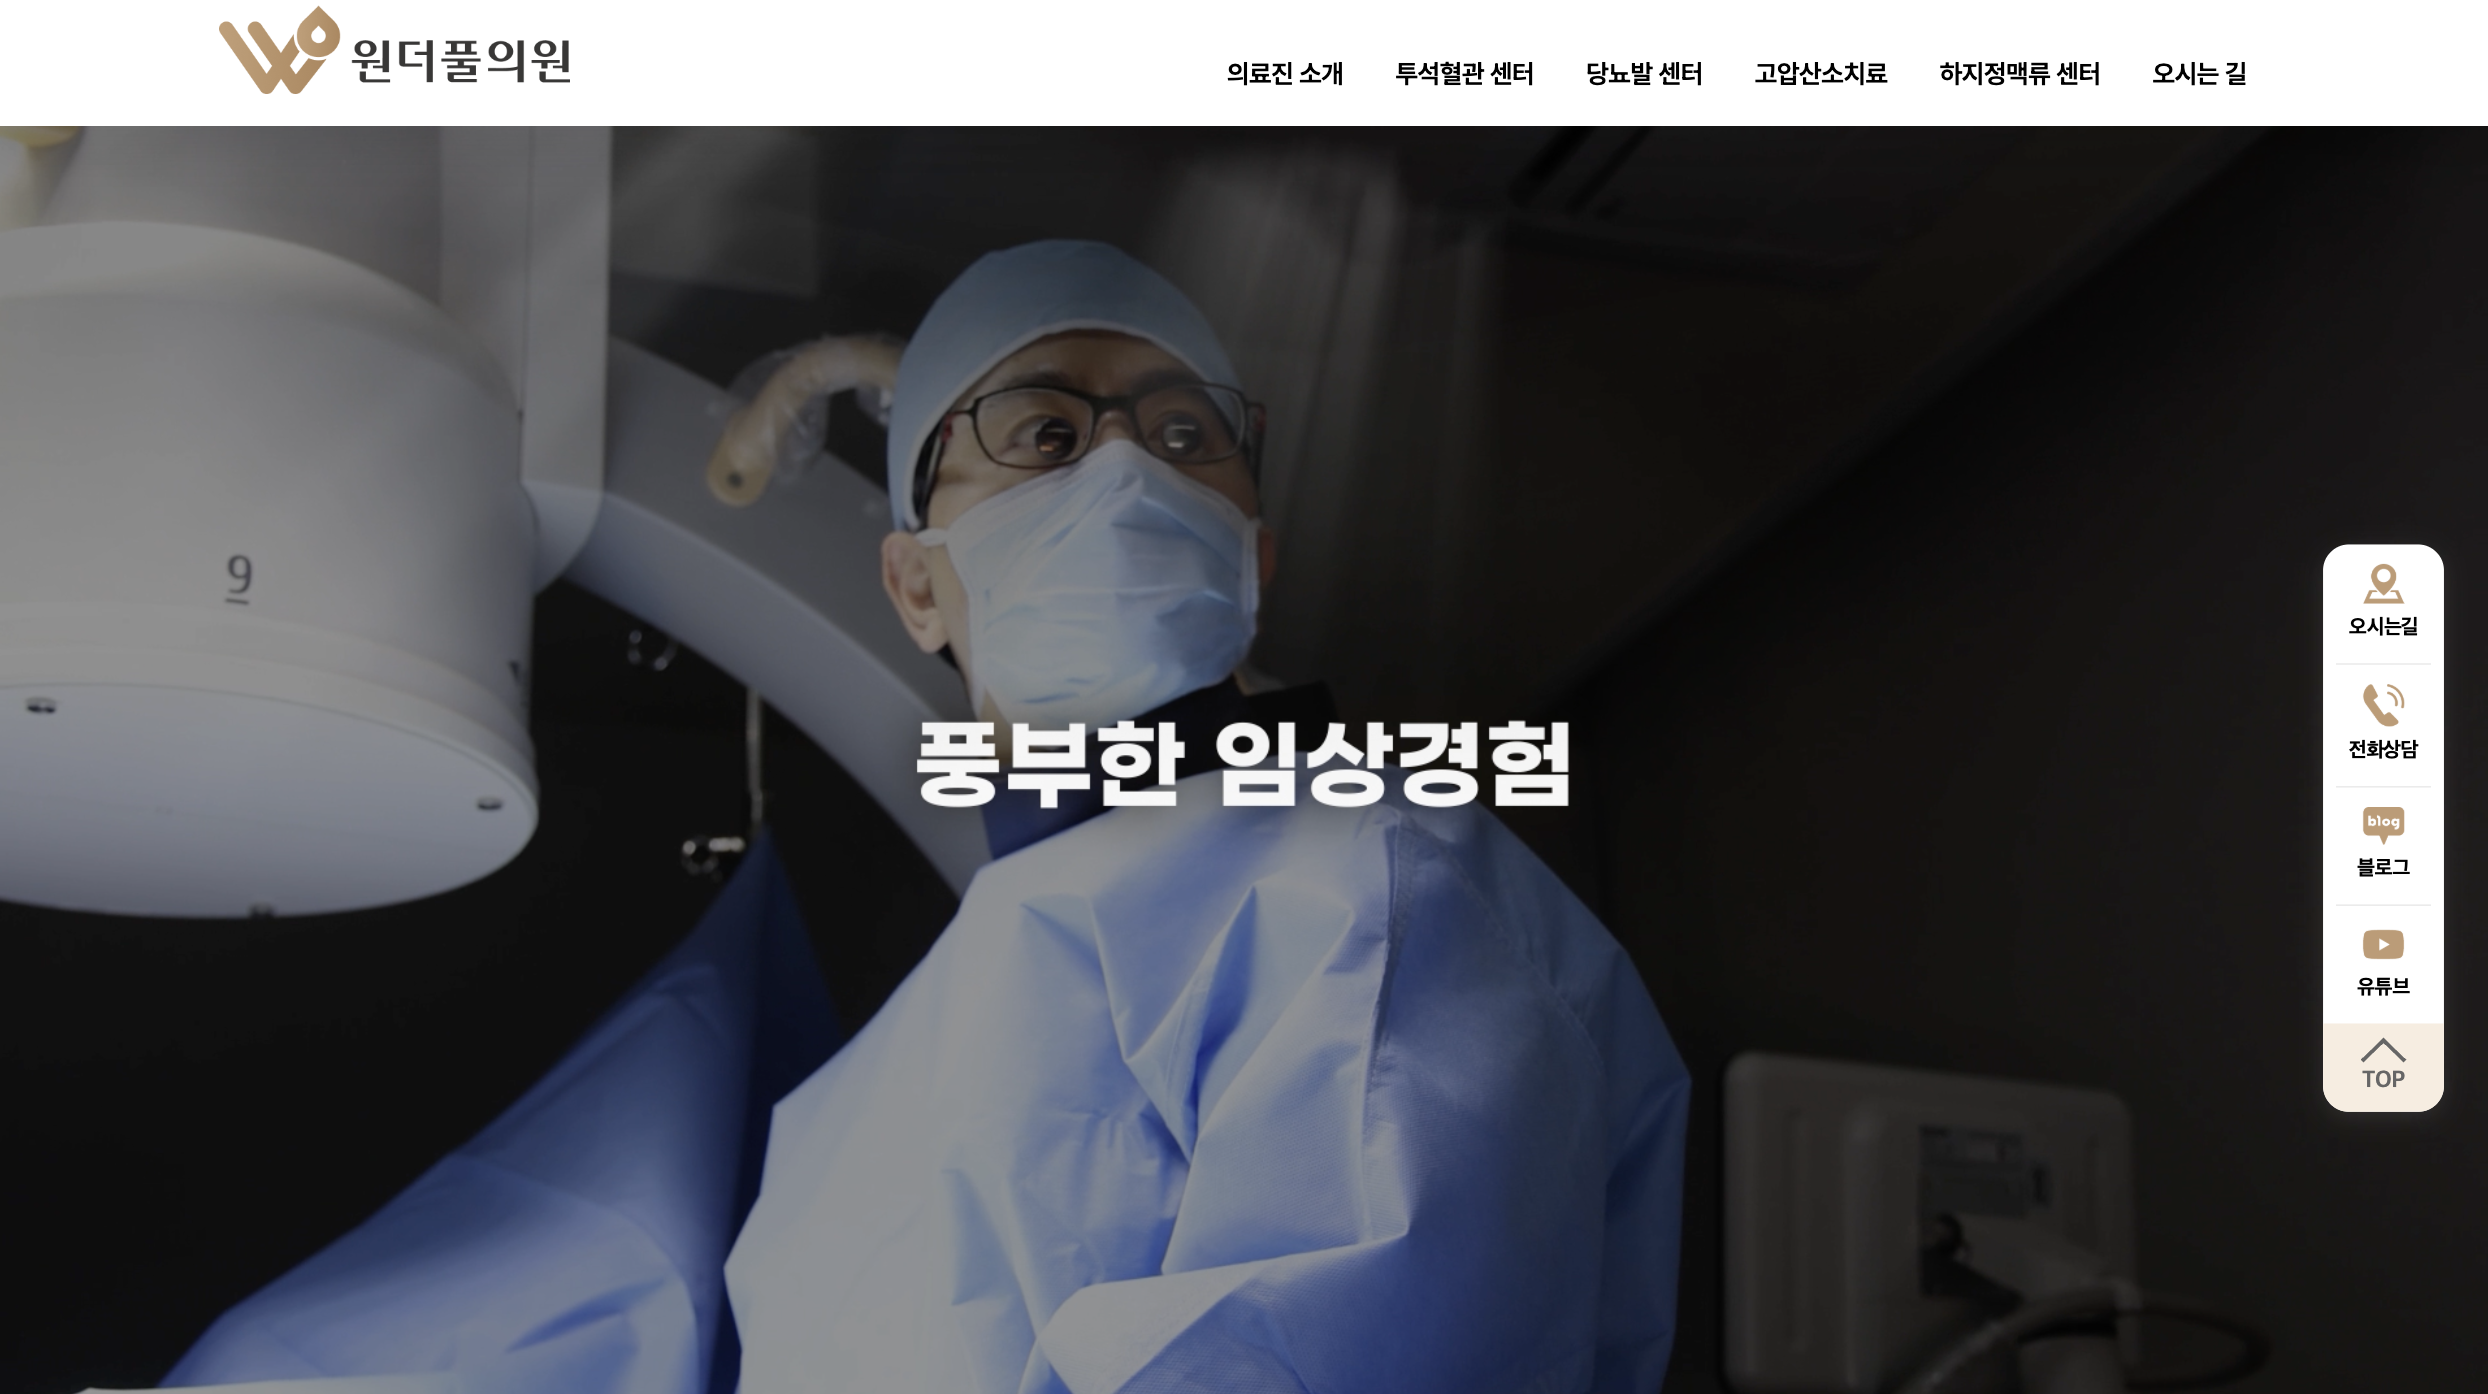 원더풀의원
의료진 소개 투석혈관 센터 당뇨발 센터 고압산소치료 하지정맥류 센터 오시는 길
9
풍부한 임상경험
오시는길
전화상담
blog
블로그
유튜브
TOP